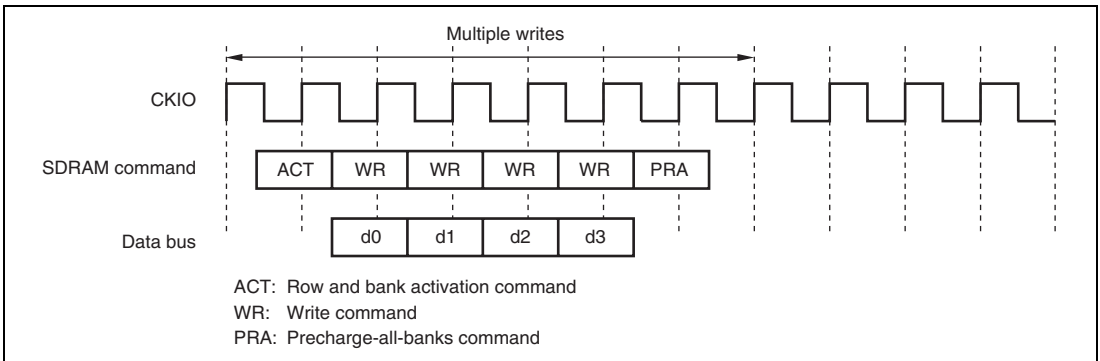 Multiple writes
CKIO
SDRAM command ACT WR WR WR WR PRA
Data bus d0 d1 d2 d3
ACT: Row and bank activation command
WR: Write command
PRA: Precharge-all-banks command